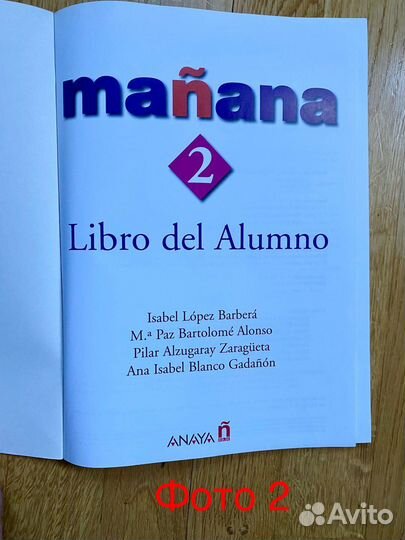 mañana
2
Libro del Alumno
Isabel López Barberá
M.ª Paz Bartolomé Alonso
Pilar Alzugaray Zaragüeta
Ana Isabel Blanco Gadañón
ANAYA ñ
Фото 2
Avito